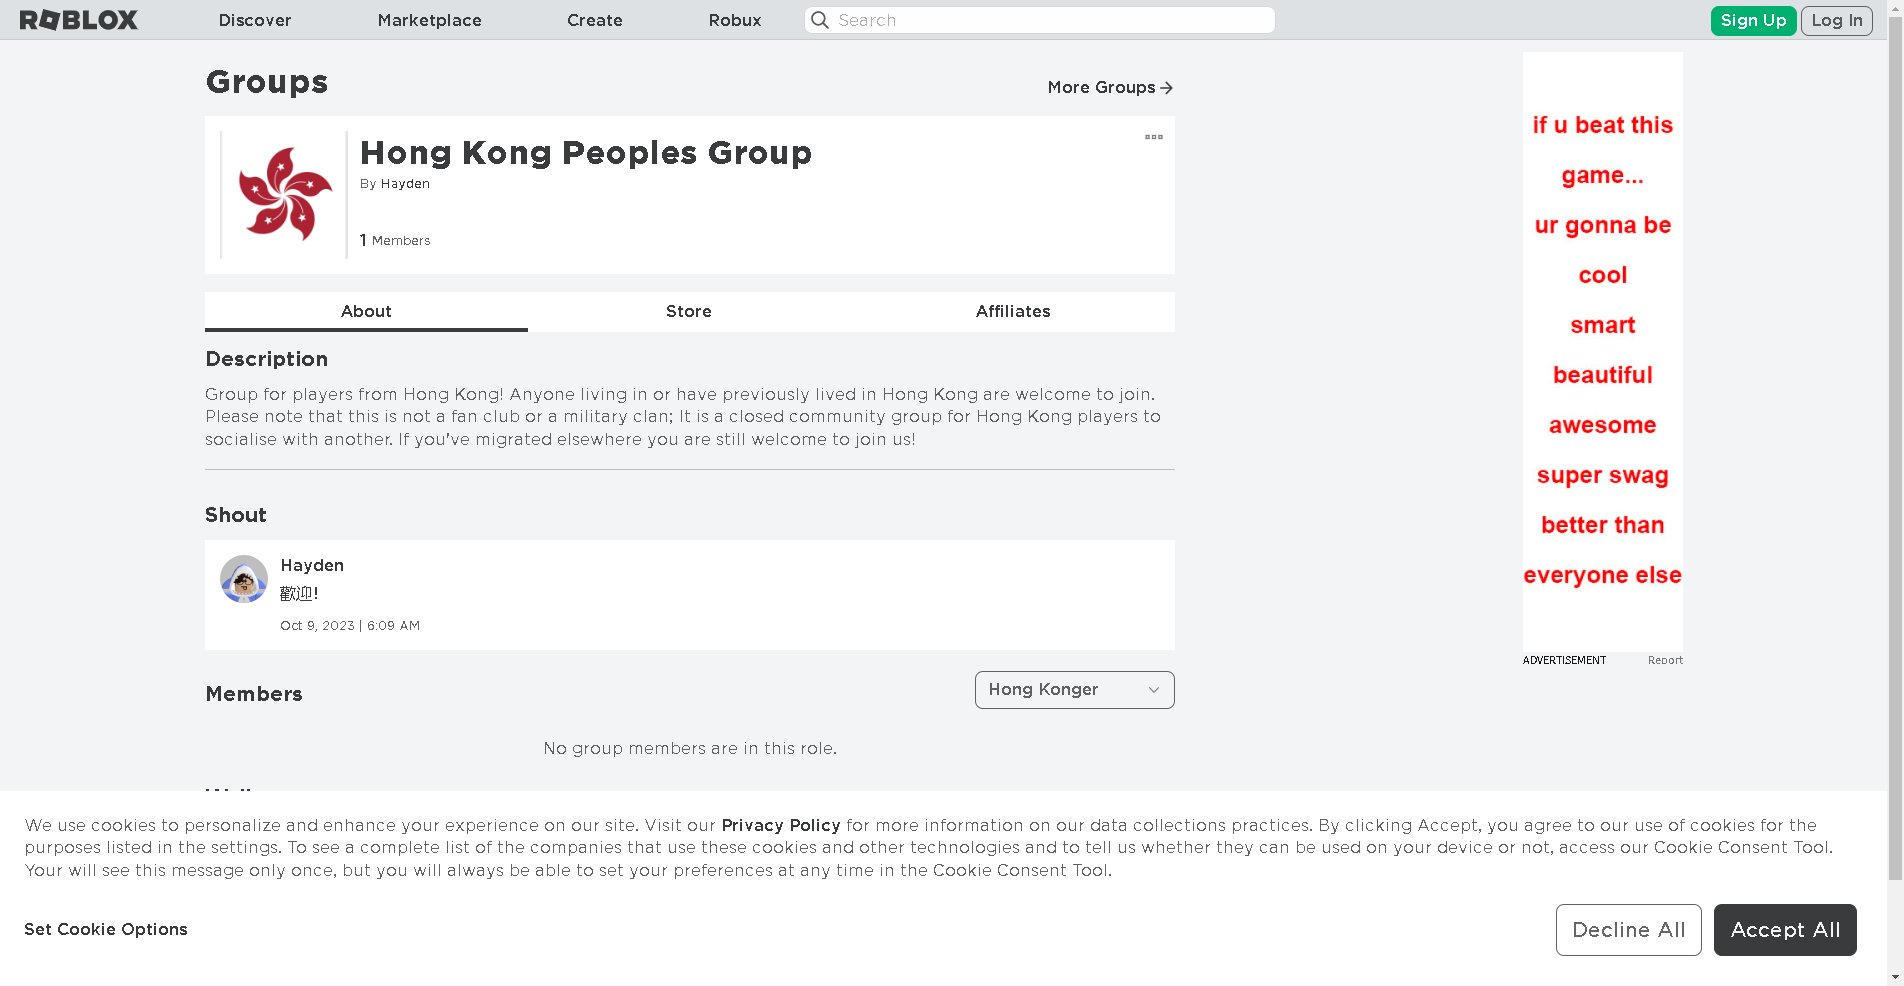 ROBLOX Discover Marketplace Create Robux Search Sign Up Log In
Groups
More Groups
Hong Kong Peoples Group
By Hayden
1 Members
About Store Affiliates
Description
Group for players from Hong Kong! Anyone living in or have previously lived in Hong Kong are welcome to join.
Please note that this is not a fan club or a military clan; It is a closed community group for Hong Kong players to
socialise with another. If you've migrated elsewhere you are still welcome to join us!
Shout
Hayden
歡迎!
Oct 9, 2023 | 6:09 AM
Members
Hong Konger
No group members are in this role.
if u beat this
game...
ur gonna be
cool
smart
beautiful
awesome
super swag
better than
everyone else
ADVERTISEMENT Report
We use cookies to personalize and enhance your experience on our site. Visit our Privacy Policy for more information on our data collections practices. By clicking Accept, you agree to our use of cookies for the
purposes listed in the settings. To see a complete list of the companies that use these cookies and other technologies and to tell us whether they can be used on your device or not, access our Cookie Consent Tool.
Your will see this message only once, but you will always be able to set your preferences at any time in the Cookie Consent Tool.
Set Cookie Options
Decline All
Accept All